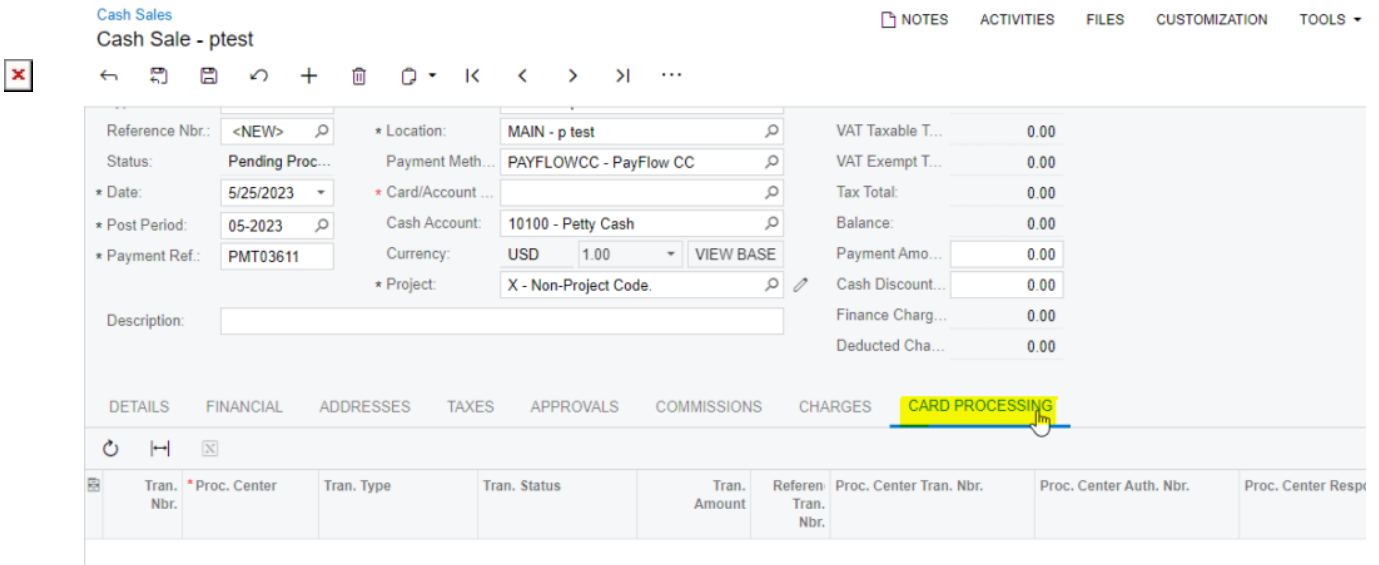 Cash Sales
NOTES ACTIVITIES FILES CUSTOMIZATION TOOLS
Cash Sale - ptest
Reference Nbr.: <NEW> * Location: MAIN - p test VAT Taxable T... 0.00
Status: Pending Proc... Payment Meth... PAYFLOWCC - PayFlow CC VAT Exempt T... 0.00
* Date: 5/25/2023 * Card/Account ... Tax Total: 0.00
* Post Period: 05-2023 Cash Account: 10100 - Petty Cash Balance: 0.00
* Payment Ref.: PMT03611 Currency: USD 1.00 VIEW BASE Payment Amo... 0.00
* Project: X - Non-Project Code. Cash Discount... 0.00
Description: Finance Charg... 0.00
Deducted Cha... 0.00
DETAILS FINANCIAL ADDRESSES TAXES APPROVALS COMMISSIONS CHARGES CARD PROCESSING
Tran. * Proc. Center Tran. Type Tran. Status Tran. Referen Proc. Center Tran. Nbr. Proc. Center Auth. Nbr. Proc. Center Respo
Nbr. Amount Tran.
Nbr.